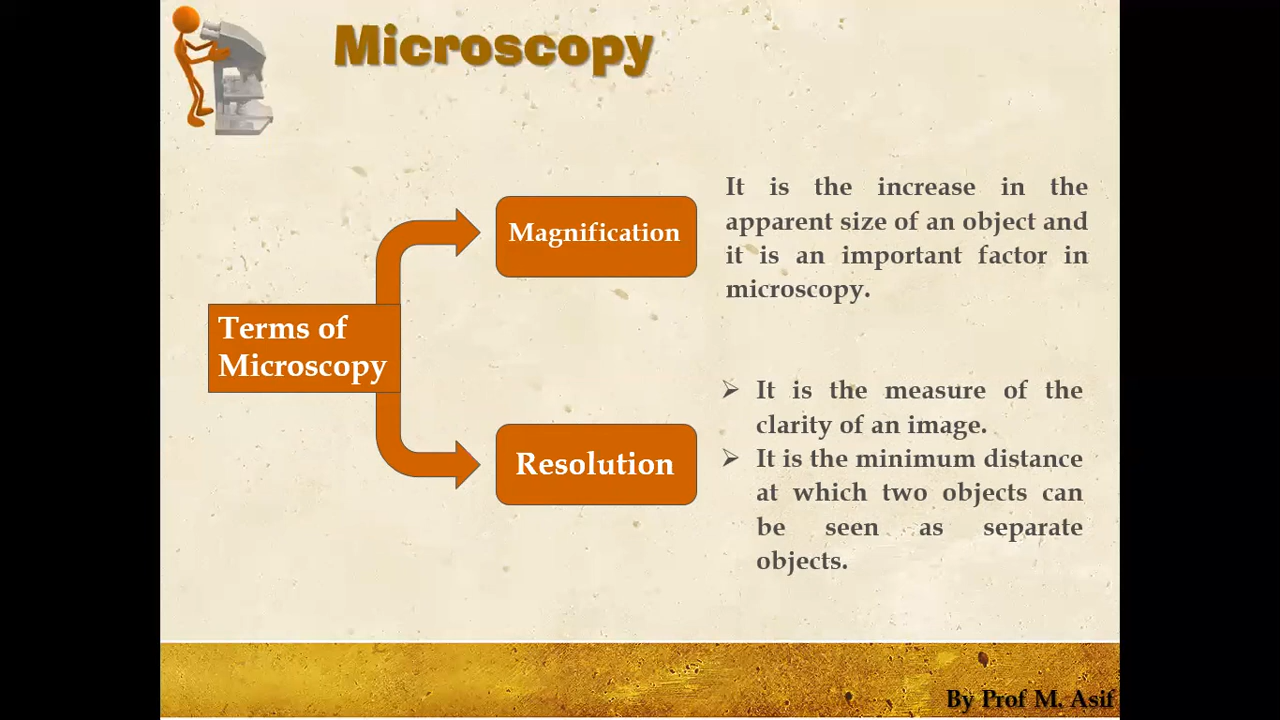 Microscopy
Terms of
Microscopy
Magnification
It is the increase in the
apparent size of an object and
it is an important factor in
microscopy.
Resolution
It is the measure of the
clarity of an image.
It is the minimum distance
at which two objects can
be seen as separate
objects.
By Prof M. Asif